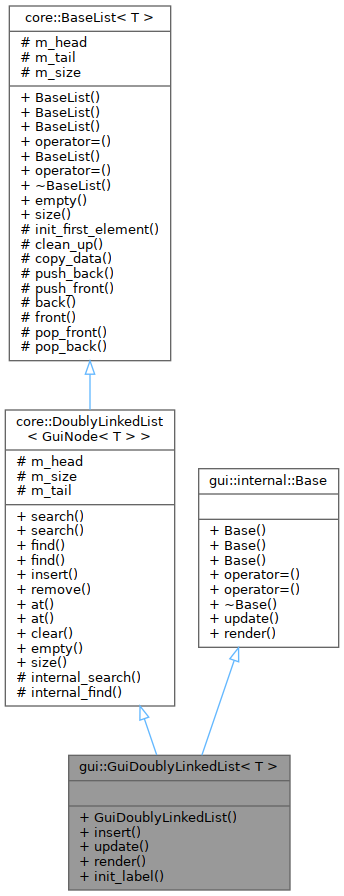 core::BaseList< T >
# m_head
# m_tail
# m_size
+ BaseList()
+ BaseList()
+ BaseList()
+ operator=()
+ BaseList()
+ operator=()
+ ~BaseList()
+ empty()
+ size()
# init_first_element()
# clean_up()
# copy_data()
# push_back()
# push_front()
# back()
# front()
# pop_front()
# pop_back()
core::DoublyLinkedList
< GuiNode< T > >
# m_head
# m_size
# m_tail
+ search()
+ search()
+ find()
+ find()
+ insert()
+ remove()
+ at()
+ at()
+ clear()
+ empty()
+ size()
# internal_search()
# internal_find()
gui::internal::Base
+ Base()
+ Base()
+ Base()
+ operator=()
+ operator=()
+ ~Base()
+ update()
+ render()
gui::GuiDoublyLinkedList< T >
+ GuiDoublyLinkedList()
+ insert()
+ update()
+ render()
+ init_label()